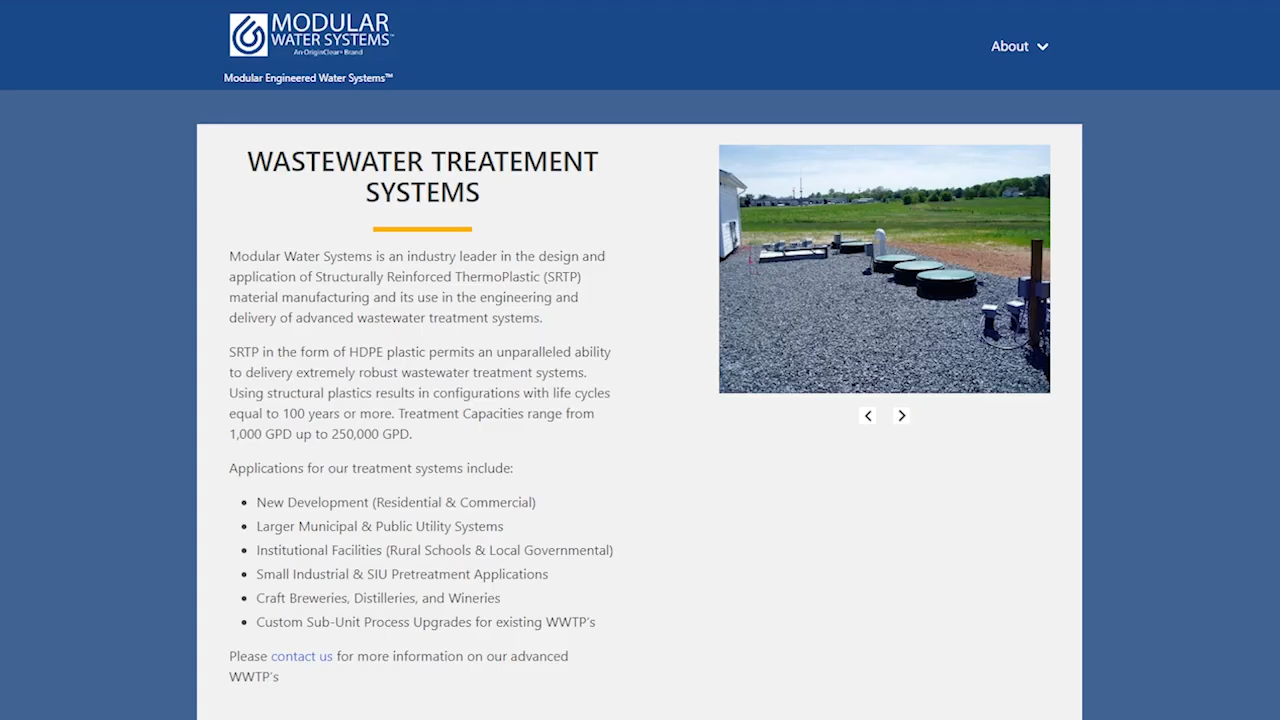 MODULAR
WATER SYSTEMS™
An OriginClear® Brand
Modular Engineered Water Systems™
About
WASTEWATER TREATEMENT
SYSTEMS
Modular Water Systems is an industry leader in the design and
application of Structurally Reinforced ThermoPlastic (SRTP)
material manufacturing and its use in the engineering and
delivery of advanced wastewater treatment systems.
SRTP in the form of HDPE plastic permits an unparalleled ability
to delivery extremely robust wastewater treatment systems.
Using structural plastics results in configurations with life cycles
equal to 100 years or more. Treatment Capacities range from
1,000 GPD up to 250,000 GPD.
Applications for our treatment systems include:
• New Development (Residential & Commercial)
• Larger Municipal & Public Utility Systems
• Institutional Facilities (Rural Schools & Local Governmental)
• Small Industrial & SIU Pretreatment Applications
• Craft Breweries, Distilleries, and Wineries
• Custom Sub-Unit Process Upgrades for existing WWTP's
Please contact us for more information on our advanced
WWTP's